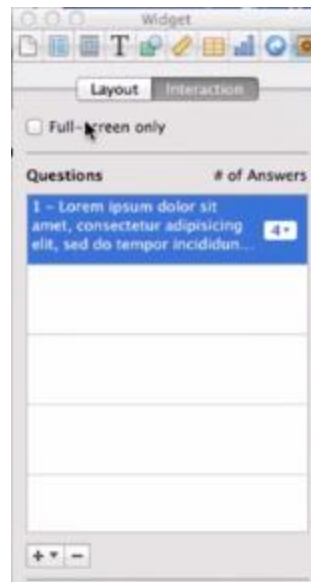 Widget
T
Layout Interaction
Full-screen only
Questions # of Answers
1 - Lorem ipsum dolor sit
amet, consectetur adipisicing 4
elit, sed do tempor incididun...
+ −